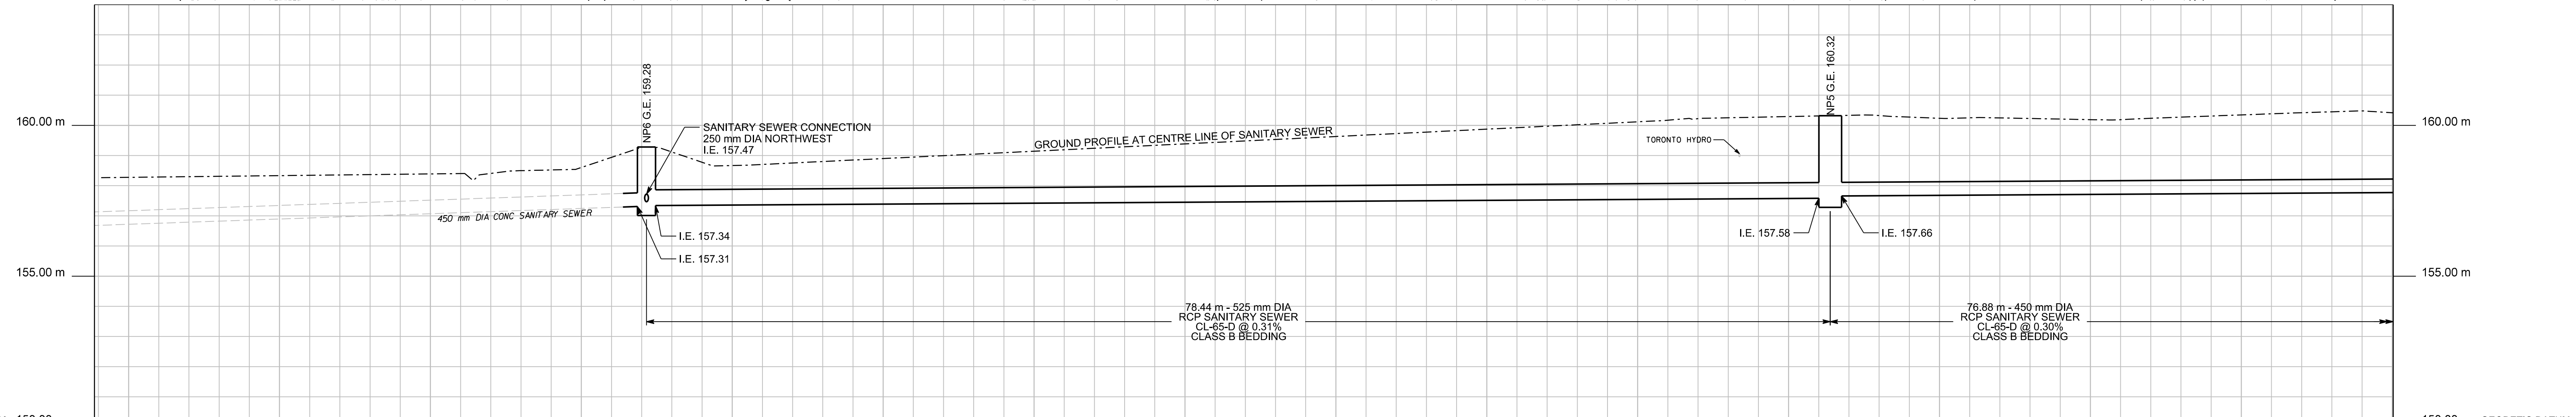 NP6 G.E. 159.28
NP5 G.E. 160.32
160.00 m
SANITARY SEWER CONNECTION
250 mm DIA NORTHWEST
I.E. 157.47
GROUND PROFILE AT CENTRE LINE OF SANITARY SEWER
TORONTO HYDRO
160.00 m
450 mm DIA CONC SANITARY SEWER
I.E. 157.34
I.E. 157.31
I.E. 157.58
I.E. 157.66
155.00 m
155.00 m
78.44 m - 525 mm DIA
RCP SANITARY SEWER
CL-65-D @ 0.31%
CLASS B BEDDING
76.88 m - 450 mm DIA
RCP SANITARY SEWER
CL-65-D @ 0.30%
CLASS B BEDDING